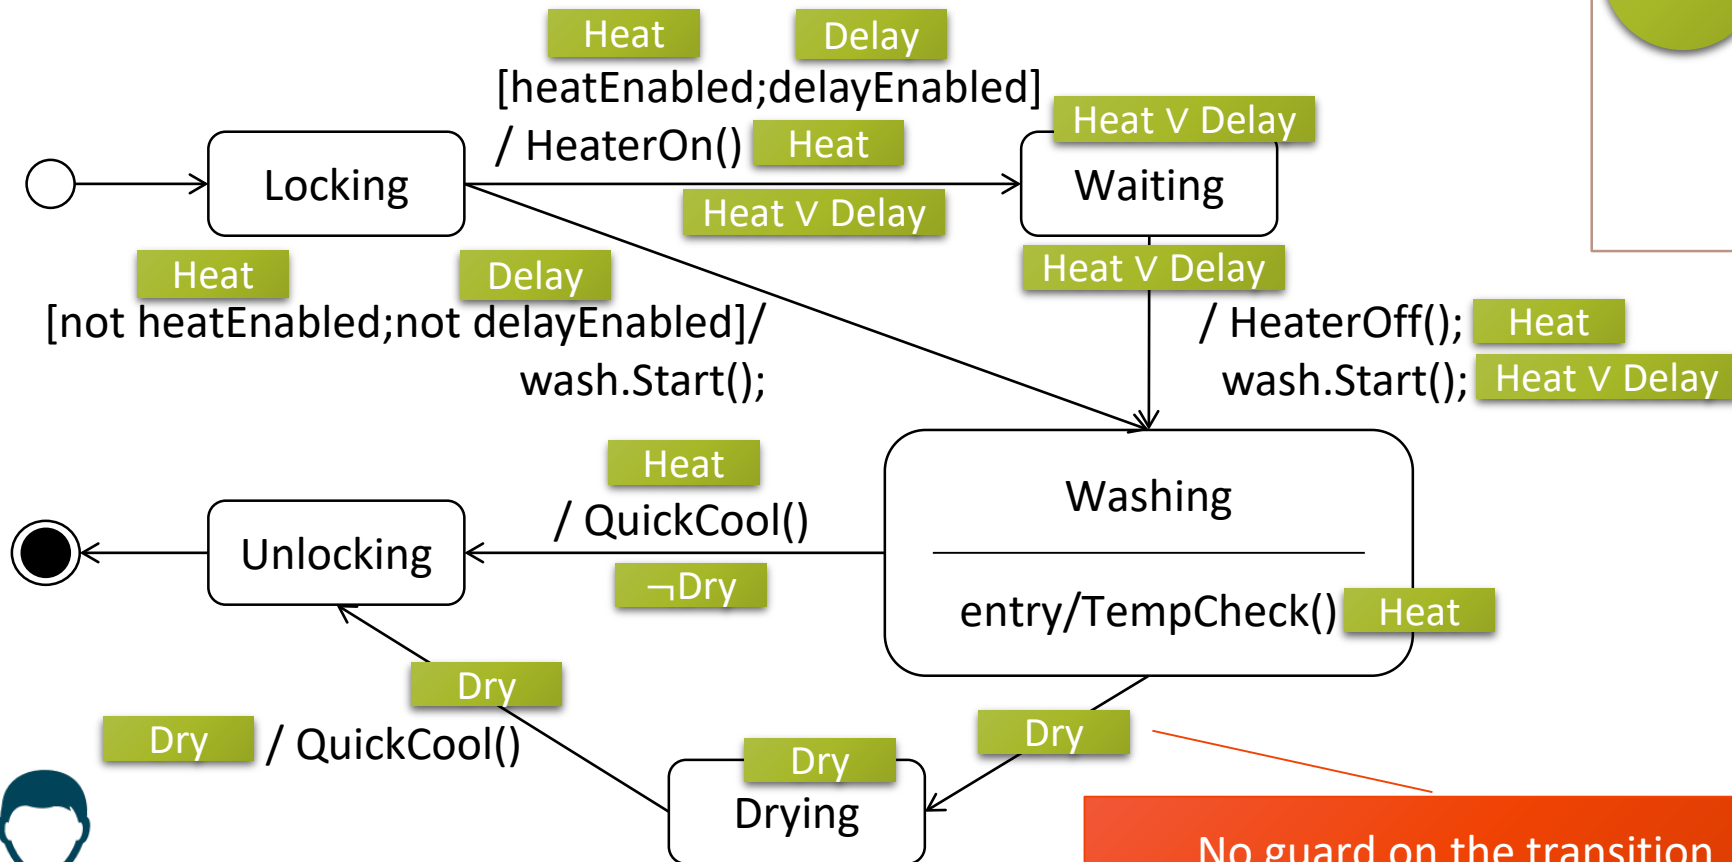 Heat Delay
[heatEnabled;delayEnabled]
/ HeaterOn() Heat
Heat ∨ Delay
Locking
Waiting
Heat ∨ Delay
Heat Delay
Heat ∨ Delay
[not heatEnabled;not delayEnabled]/
wash.Start();
/ HeaterOff(); Heat
wash.Start(); Heat ∨ Delay
Heat
/ QuickCool()
¬Dry
Washing
entry/TempCheck() Heat
Unlocking
Dry
Dry / QuickCool()
Dry
Dry
Drying
No guard on the transition